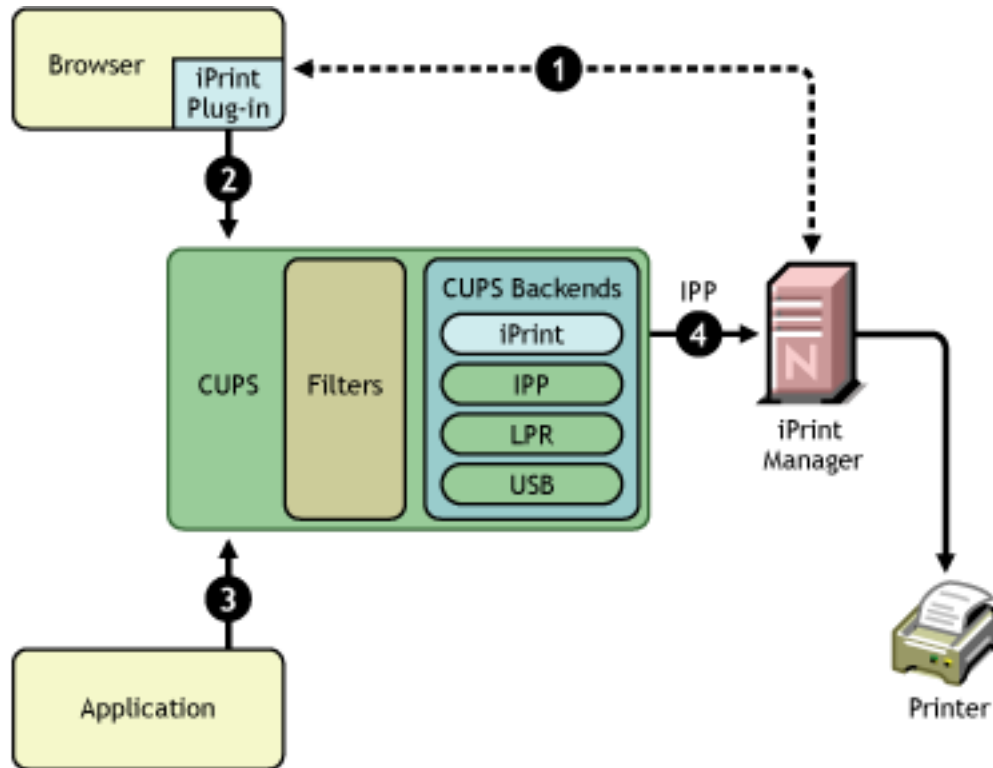 Browser
iPrint
Plug-in
1
2
CUPS
Filters
CUPS Backends
iPrint
IPP
LPR
USB
IPP
4
N
iPrint
Manager
3
Application
Printer